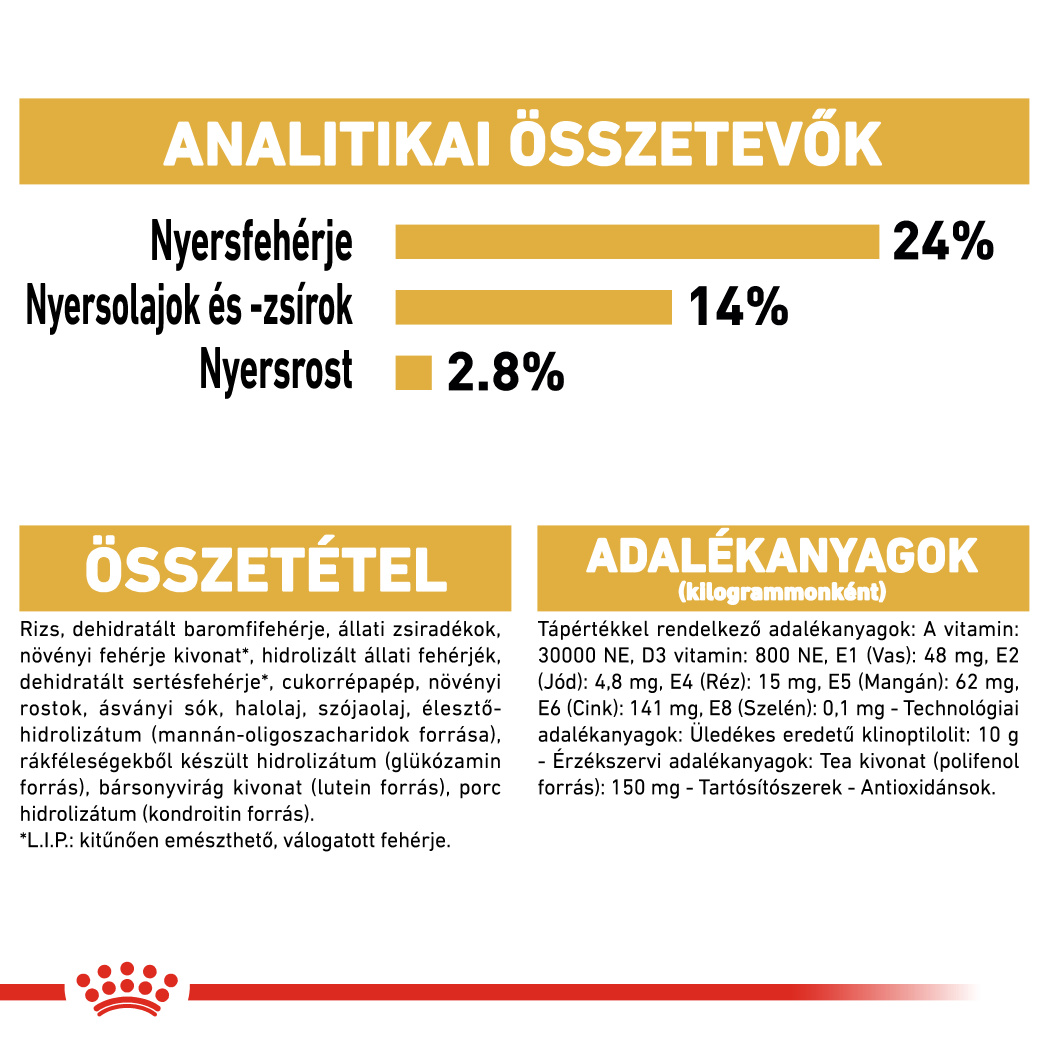 ANALITIKAI ÖSSZETEVŐK
Nyersfehérje 24%
Nyersolajok és -zsírok 14%
Nyersrost 2.8%
ÖSSZETÉTEL
Rizs, dehidratált baromfifehérje, állati zsiradékok,
növényi fehérje kivonat*, hidrolizált állati fehérjék,
dehidratált sertésfehérje*, cukorrépapép, növényi
rostok, ásványi sók, halolaj, szójaolaj, élesztő-
hidrolizátum (mannán-oligoszacharidok forrása),
rákféleségekből készült hidrolizátum (glükózamin
forrás), bársonyvirág kivonat (lutein forrás), porc
hidrolizátum (kondroitin forrás).
*L.I.P.: kitűnően emészthető, válogatott fehérje.
ADALÉKANYAGOK
(kilogrammonként)
Tápértékkel rendelkező adalékanyagok: A vitamin:
30000 NE, D3 vitamin: 800 NE, E1 (Vas): 48 mg, E2
(Jód): 4,8 mg, E4 (Réz): 15 mg, E5 (Mangán): 62 mg,
E6 (Cink): 141 mg, E8 (Szelén): 0,1 mg - Technológiai
adalékanyagok: Üledékes eredetű klinoptilolit: 10 g
- Érzékszervi adalékanyagok: Tea kivonat (polifenol
forrás): 150 mg - Tartósítószerek - Antioxidánsok.